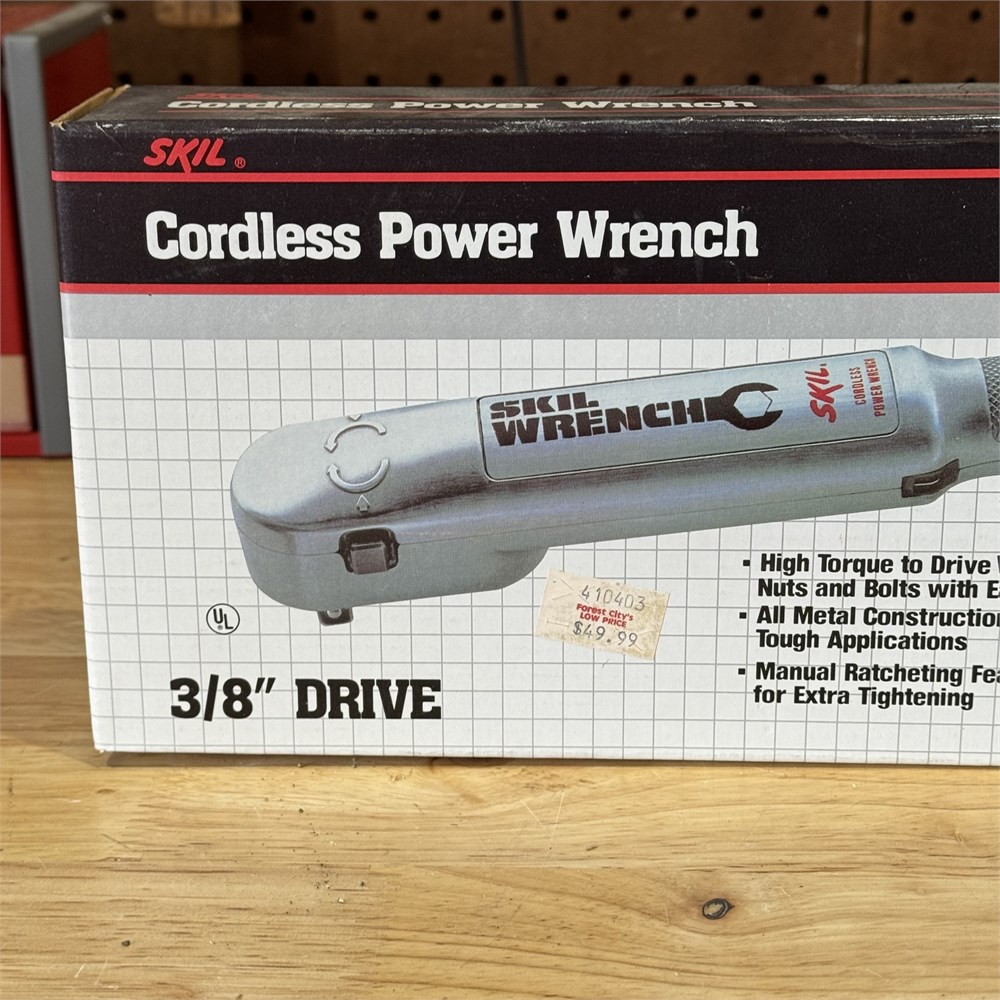 Cordless Power Wrench
SKIL®
Cordless Power Wrench
SKIL
WRENCH
SKIL®
CORDLESS
POWER WRENCH
▪ High Torque to Drive
Nuts and Bolts with
▪ All Metal Construction
Tough Applications
▪ Manual Ratcheting
for Extra Tightening
410403
Forest City's
LOW PRICE
$49.99
UL
3/8" DRIVE